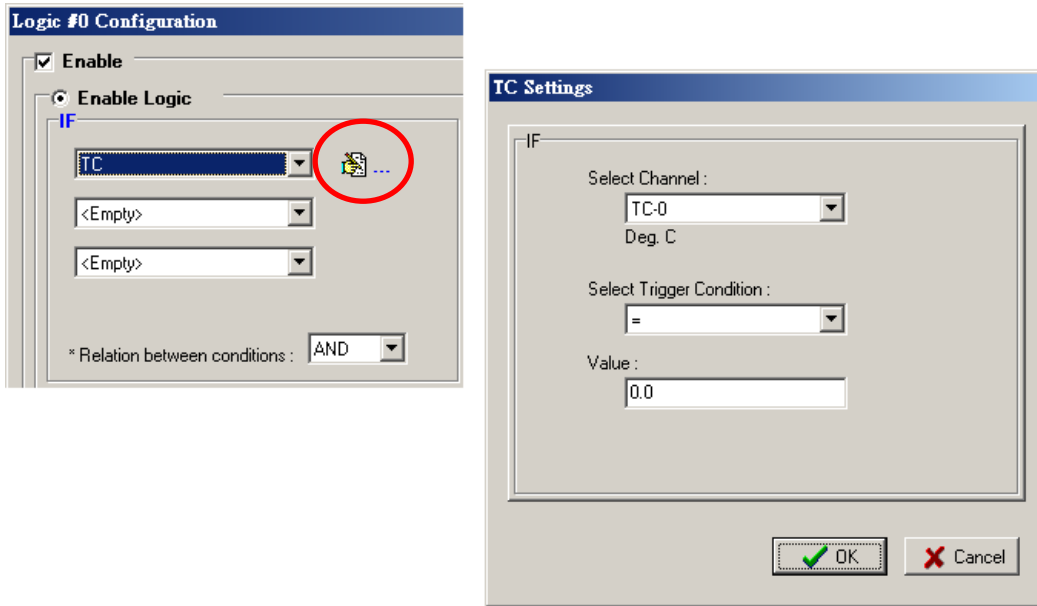 Logic #0 Configuration
Enable
Enable Logic
IF
TC
...
<Empty>
<Empty>
* Relation between conditions : AND
TC Settings
IF
Select Channel :
TC-0
Deg. C
Select Trigger Condition :
=
Value :
0.0
OK Cancel